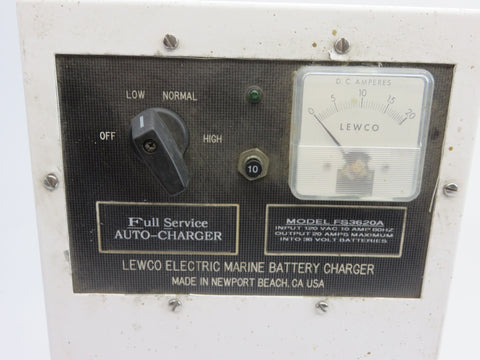 D C AMPERES
0 5 10 15 20
LEWCO
LOW NORMAL
OFF HIGH
10
Full Service
AUTO-CHARGER
MODEL FS3620A
INPUT 120 VAC 10 AMP 60HZ
OUTPUT 20 AMPS MAXIMUM
INTO 36 VOLT BATTERIES
LEWCO ELECTRIC MARINE BATTERY CHARGER
MADE IN NEWPORT BEACH, CA USA